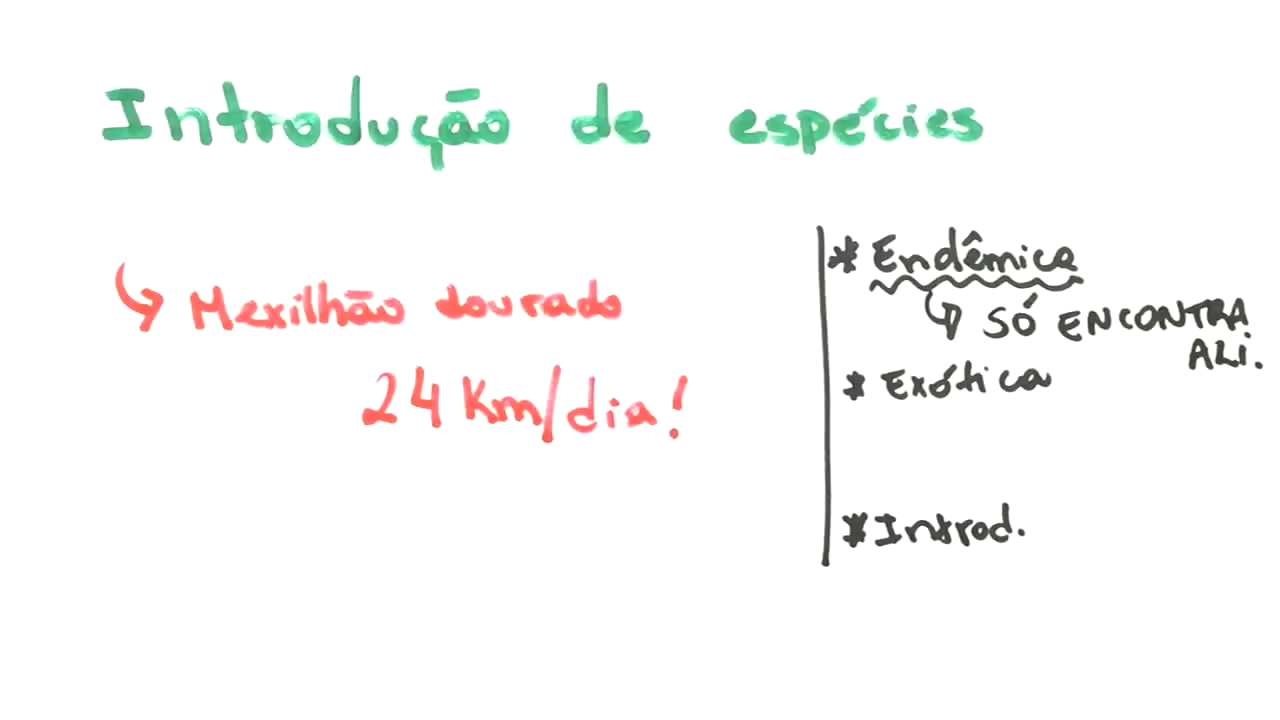 Introdução de espécies
Mexilhão dourado
24 Km/dia!
* Endêmica
SÓ ENCONTRA
ALI.
* Exótica
* Introd.